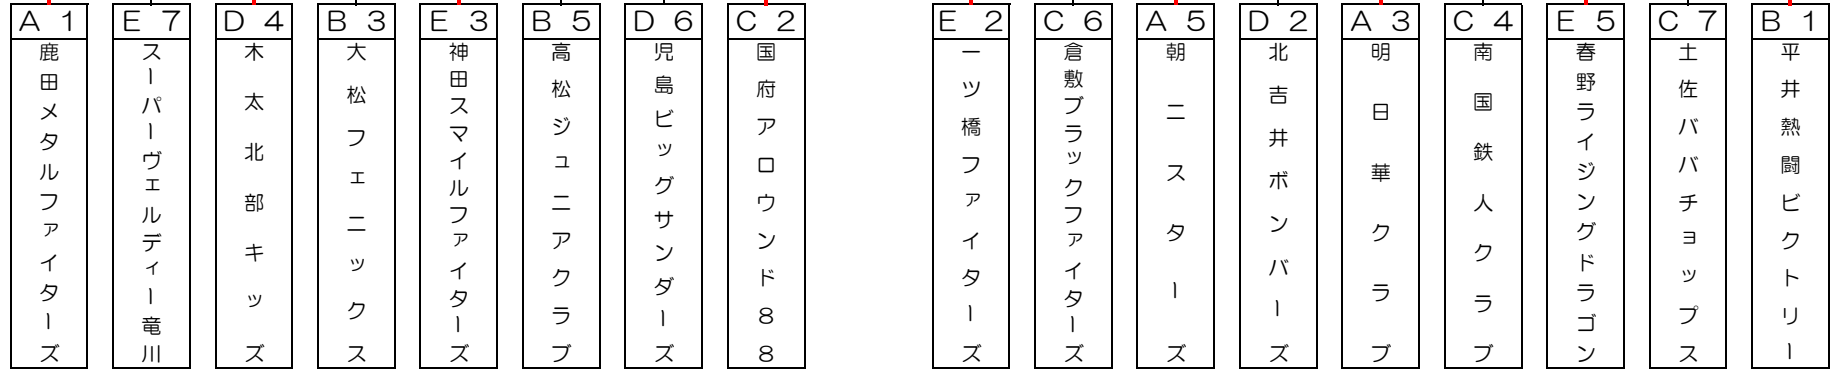 A 1
鹿田メタルファイターズ
E 7
スーパーヴェルディー竜川
D 4
木太北部キッズ
B 3
大松フェニックス
E 3
神田スマイルファイターズ
B 5
高松ジュニアクラブ
D 6
児島ビッグサンダーズ
C 2
国府アロウンド88
E 2
一ツ橋ファイターズ
C 6
倉敷ブラックファイターズ
A 5
朝ニスターズ
D 2
北吉井ボンバーズ
A 3
明日華クラブ
C 4
南国鉄人クラブ
E 5
春野ライジングドラゴン
C 7
土佐ババチョップス
B 1
平井熱闘ビクトリー